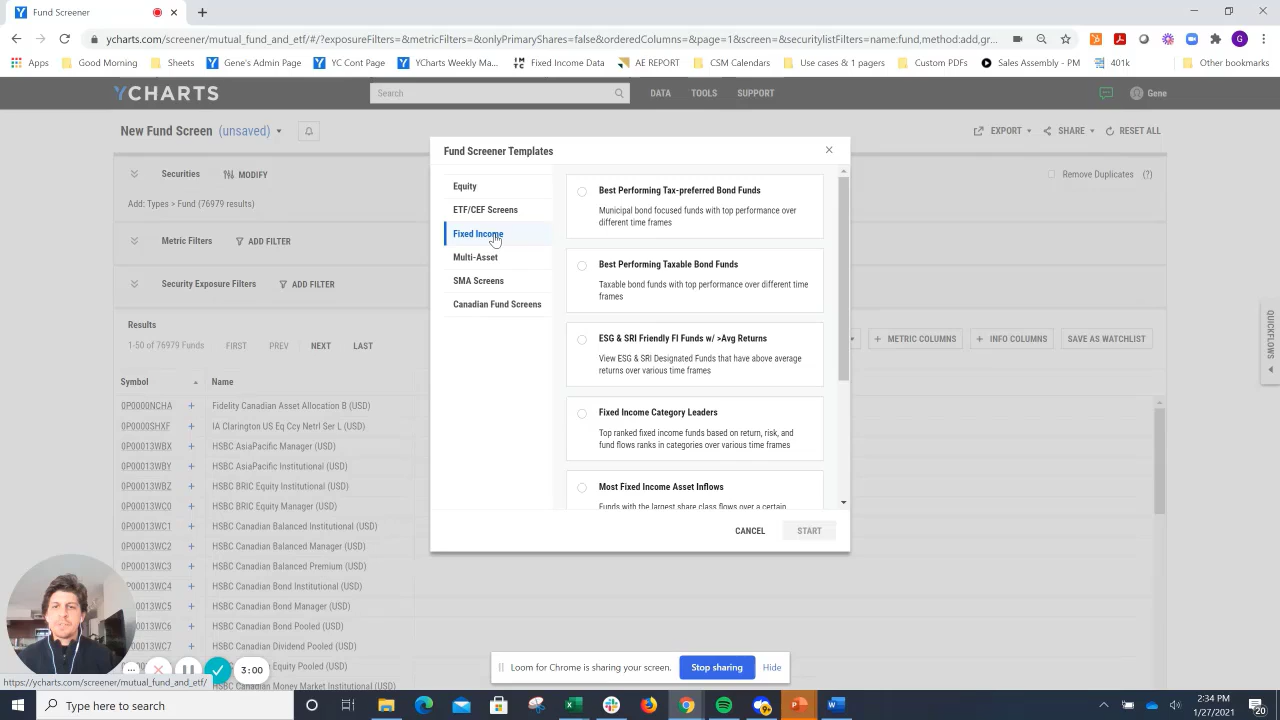 Fund Screener
ycharts.com/screener/mutual_fund_and_etf/#/?exposureFilters=&metricFilters=&onlyPrimaryShares=false&orderedColumns=&page=1&securitylistFilters=name:fund,method:add,gr...
Apps
Good Morning
Sheets
Gene's Admin Page
YC Cont Page
YCharts Weekly Ma...
Fixed Income Data
AE REPORT
CSM Calendars
Use cases & 1 pagers
Custom PDFs
Sales Assembly - PM
401k
Other bookmarks
YCHARTS
Search
DATA
TOOLS
SUPPORT
Gene
New Fund Screen (unsaved)
EXPORT
SHARE
RESET ALL
Securities
MODIFY
Remove Duplicates (?)
Add: Types > Fund (76979 results)
Metric Filters
ADD FILTER
Security Exposure Filters
ADD FILTER
Results
1-50 of 76979 Funds
FIRST
PREV
NEXT
LAST
METRIC COLUMNS
INFO COLUMNS
SAVE AS WATCHLIST
QUICKFLOWS
Symbol
Name
0P0000NCHA + Fidelity Canadian Asset Allocation B (USD)
0P0000SHXF + IA Clarington US Eq Ccy Netrl Ser L (USD)
0P00013WBX + HSBC AsiaPacific Manager (USD)
0P00013WBY + HSBC AsiaPacific Institutional (USD)
0P00013WBZ + HSBC BRIC Equity Institutional (USD)
0P00013WC0 + HSBC BRIC Equity Manager (USD)
0P00013WC1 + HSBC Canadian Balanced Institutional (USD)
0P00013WC2 + HSBC Canadian Balanced Manager (USD)
0P00013WC3 + HSBC Canadian Balanced Premium (USD)
0P00013WC4 + HSBC Canadian Bond Institutional (USD)
0P00013WC5 + HSBC Canadian Bond Manager (USD)
0P00013WC6 + HSBC Canadian Bond Pooled (USD)
0P00013WC7 + HSBC Canadian Dividend Pooled (USD)
Equity Pooled (USD)
HSBC Canadian Money Market Institutional (USD)
Fund Screener Templates
Equity
ETF/CEF Screens
Fixed Income
Multi-Asset
SMA Screens
Canadian Fund Screens
Best Performing Tax-preferred Bond Funds
Municipal bond focused funds with top performance over
different time frames
Best Performing Taxable Bond Funds
Taxable bond funds with top performance over different time
frames
ESG & SRI Friendly FI Funds w/ >Avg Returns
View ESG & SRI Designated Funds that have above average
returns over various time frames
Fixed Income Category Leaders
Top ranked fixed income funds based on return, risk, and
fund flows ranks in categories over various time frames
Most Fixed Income Asset Inflows
Funds with the largest share class flows over a certain
CANCEL
START
3:00
https://ycharts.com/screener/mutual_fund_and_etf/
Loom for Chrome is sharing your screen.
Stop sharing
Hide
Type here to search
2:34 PM
1/27/2021
20